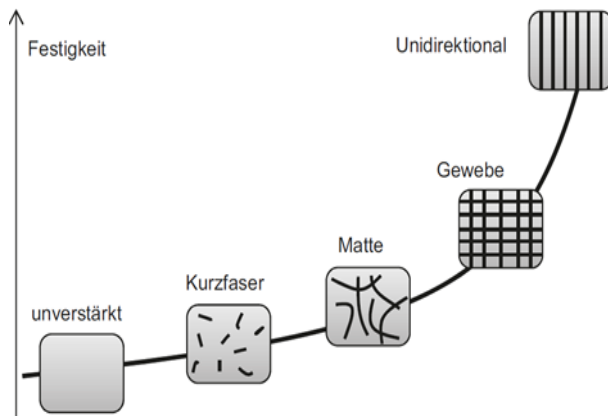 Festigkeit
Unidirektional
Gewebe
Matte
Kurzfaser
unverstärkt